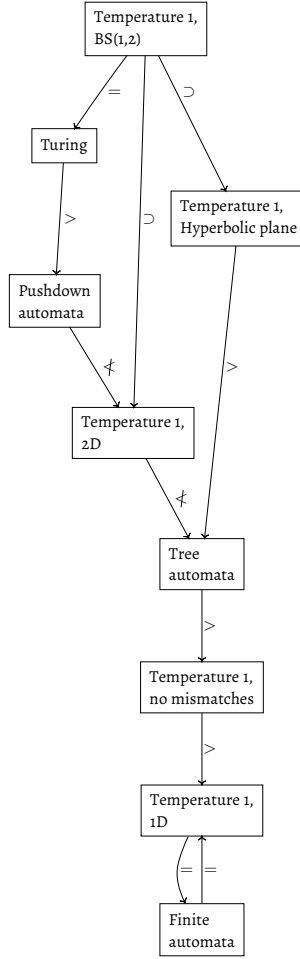 Temperature 1,
BS(1,2)
=
⊃
Turing
>
⊃
Temperature 1,
Hyperbolic plane
Pushdown
automata
≮
>
Temperature 1,
2D
≮
Tree
automata
>
Temperature 1,
no mismatches
>
Temperature 1,
1D
= =
Finite
automata